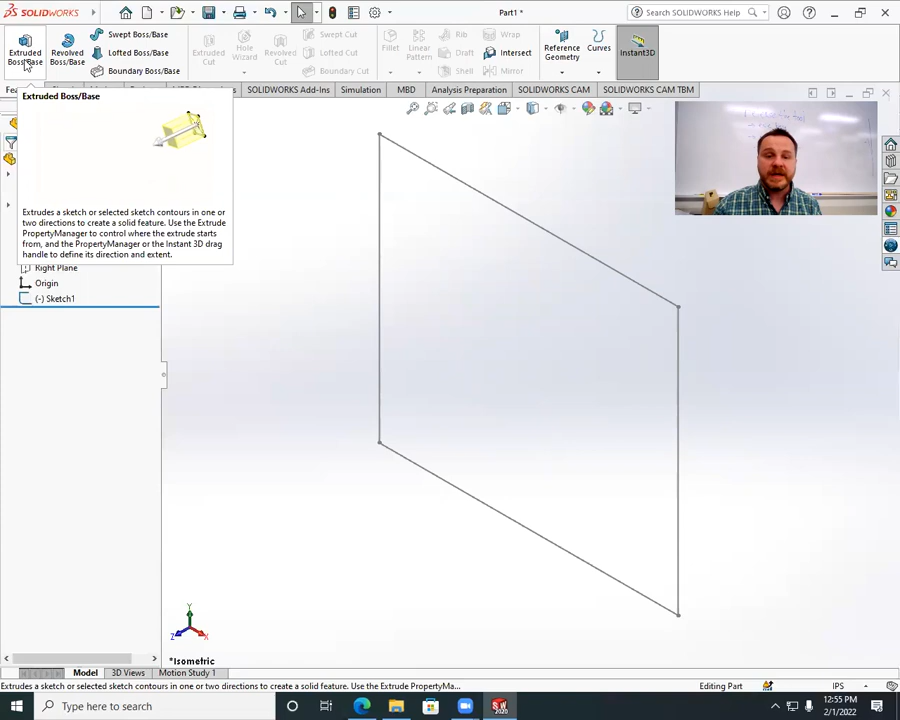 SOLIDWORKS
Part1 *
Search SOLIDWORKS Help
Extruded
Boss/Base
Revolved
Boss/Base
Swept Boss/Base
Lofted Boss/Base
Boundary Boss/Base
Extruded
Cut
Hole
Wizard
Revolved
Cut
Swept Cut
Lofted Cut
Boundary Cut
Fillet
Linear
Pattern
Rib
Draft
Shell
Wrap
Intersect
Mirror
Reference
Geometry
Curves
Instant3D
SOLIDWORKS Add-Ins
Simulation
MBD
Analysis Preparation
SOLIDWORKS CAM
SOLIDWORKS CAM TBM
Extruded Boss/Base
Extrudes a sketch or selected sketch contours in one or
two directions to create a solid feature. Use the Extrude
PropertyManager to control where the extrude starts
from, and the PropertyManager or the Instant 3D drag
handle to define its direction and extent.
Right Plane
Origin
(-) Sketch1
Y
Z
X
*Isometric
Model
3D Views
Motion Study 1
Extrudes a sketch or selected sketch contours in one or two directions to create a solid feature. Use the Extrude PropertyMa...
Editing Part
IPS
Type here to search
SW
2020
12:55 PM
2/1/2022